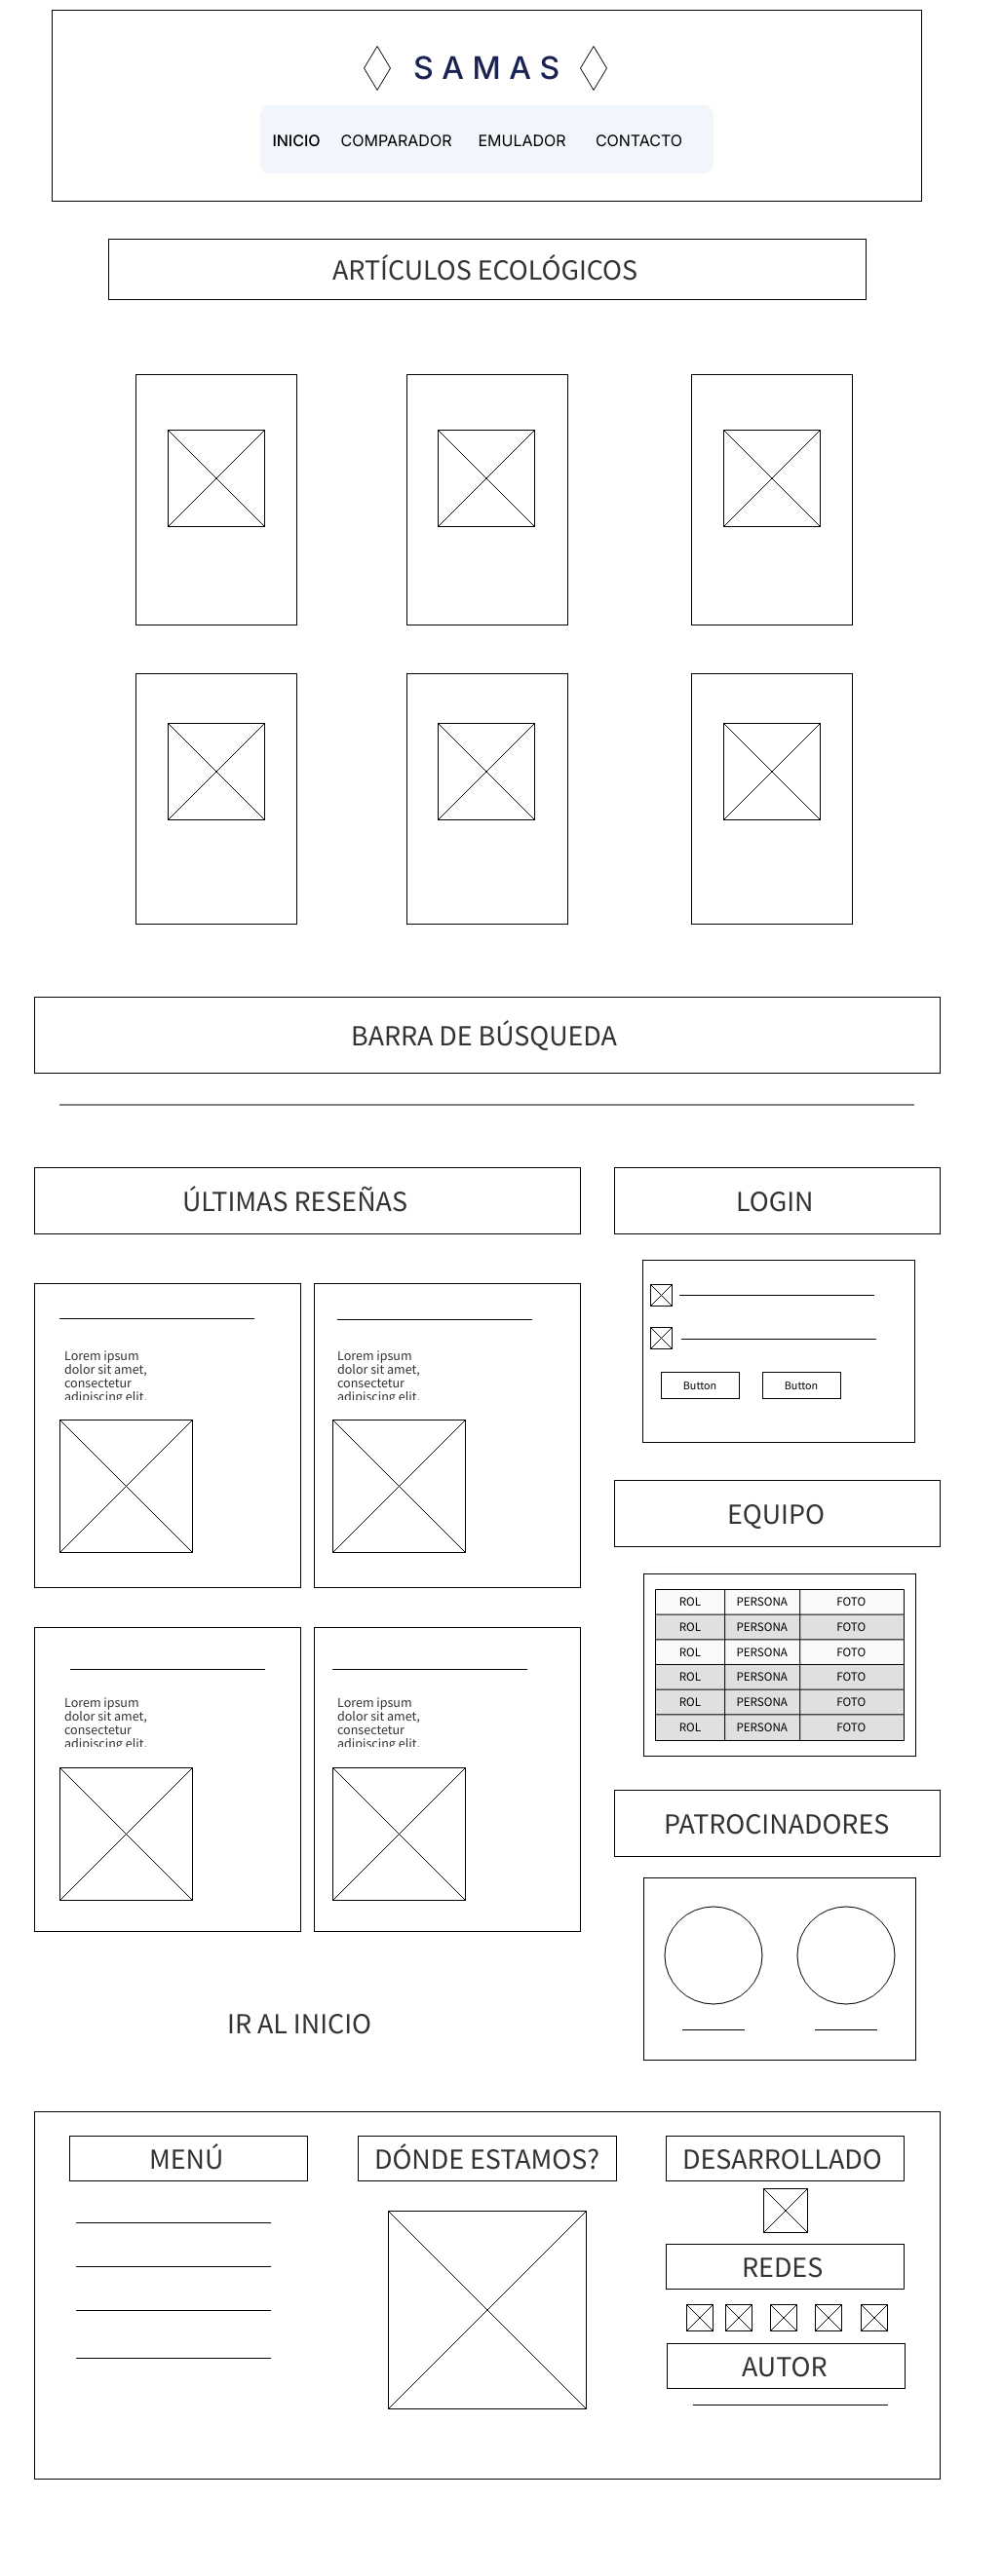 SAMAS
INICIO COMPARADOR EMULADOR CONTACTO
ARTÍCULOS ECOLÓGICOS
BARRA DE BÚSQUEDA
ÚLTIMAS RESEÑAS
LOGIN
Lorem ipsum
dolor sit amet,
consectetur
adipiscing elit.
Lorem ipsum
dolor sit amet,
consectetur
adipiscing elit.
Button Button
EQUIPO
ROL PERSONA FOTO
ROL PERSONA FOTO
ROL PERSONA FOTO
ROL PERSONA FOTO
ROL PERSONA FOTO
ROL PERSONA FOTO
Lorem ipsum
dolor sit amet,
consectetur
adipiscing elit.
Lorem ipsum
dolor sit amet,
consectetur
adipiscing elit.
PATROCINADORES
IR AL INICIO
MENÚ
DÓNDE ESTAMOS?
DESARROLLADO
REDES
AUTOR